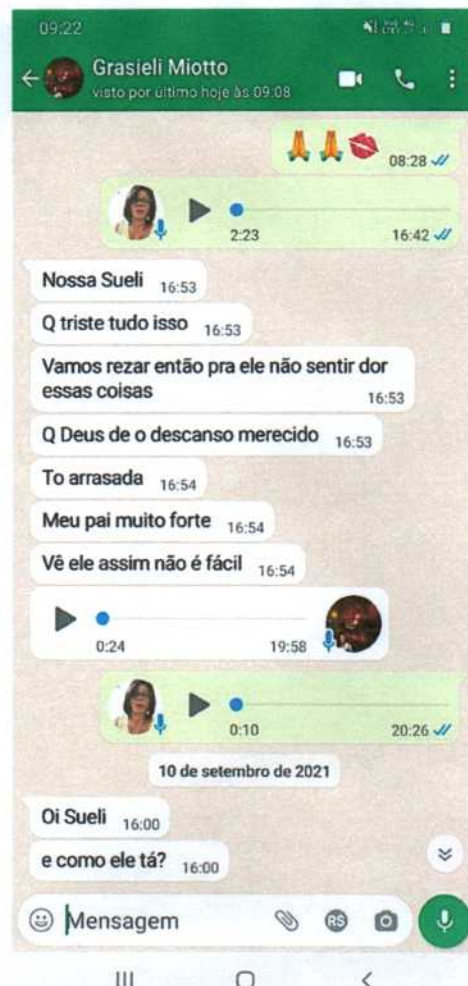 09:22
Grasieli Miotto
visto por último hoje às 09:08
08:28
2:23 16:42
Nossa Sueli 16:53
Q triste tudo isso 16:53
Vamos rezar então pra ele não sentir dor
essas coisas 16:53
Q Deus de o descanso merecido 16:53
To arrasada 16:54
Meu pai muito forte 16:54
Vê ele assim não é fácil 16:54
0:24 19:58
0:10 20:26
10 de setembro de 2021
Oi Sueli 16:00
e como ele tá? 16:00
Mensagem RS